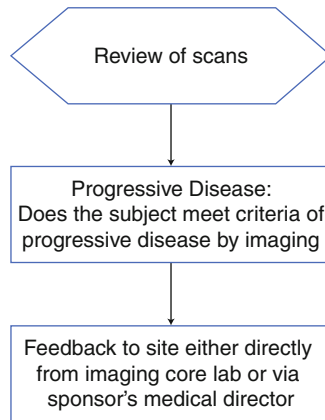 Review of scans
Progressive Disease:
Does the subject meet criteria of
progressive disease by imaging
Feedback to site either directly
from imaging core lab or via
sponsor's medical director